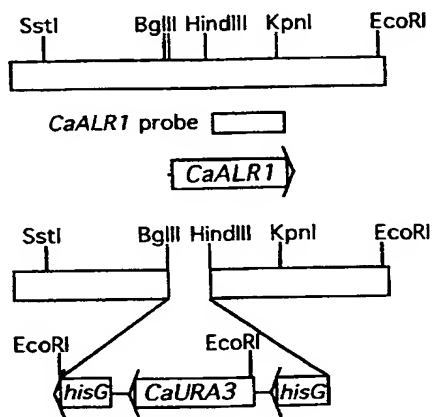 SstI BglII HindIII KpnI EcoRI
CaALR1 probe
CaALR1
SstI BglII HindIII KpnI EcoRI
EcoRI EcoRI
hisG CaURA3 hisG